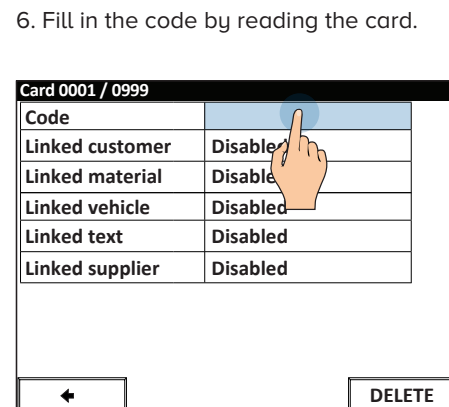 6. Fill in the code by reading the card.
Card 0001 / 0999
Code
Linked customer Disabled
Linked material Disable
Linked vehicle Disabled
Linked text Disabled
Linked supplier Disabled
DELETE